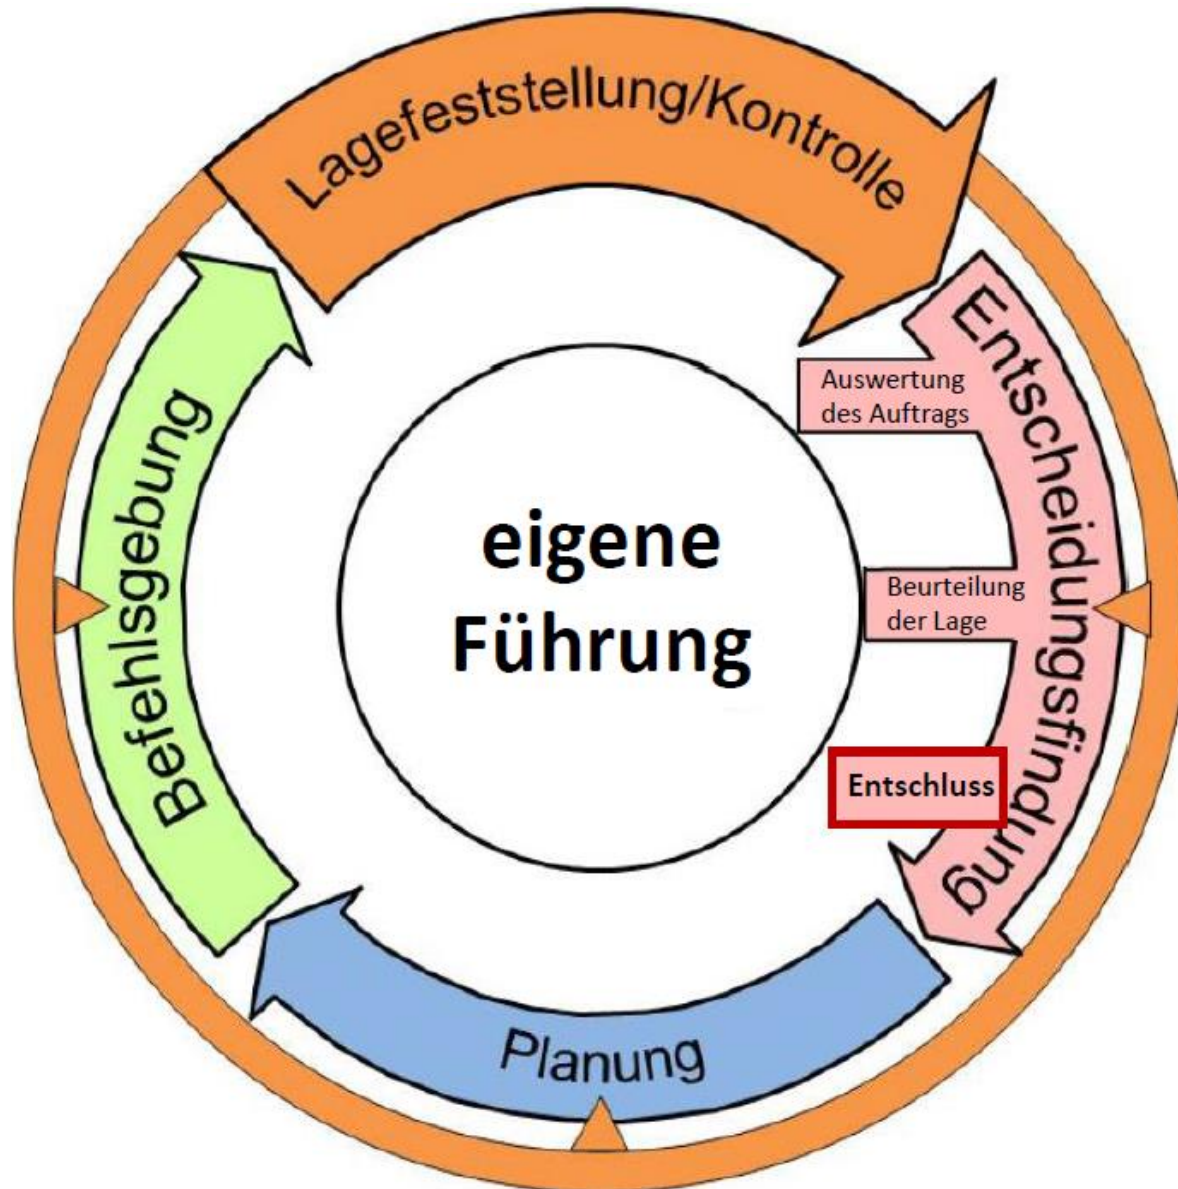 Lagefeststellung/Kontrolle
Entscheidungsfindung
Auswertung
des Auftrags
Beurteilung
der Lage
Entschluss
Planung
Befehlsgebung
eigene
Führung